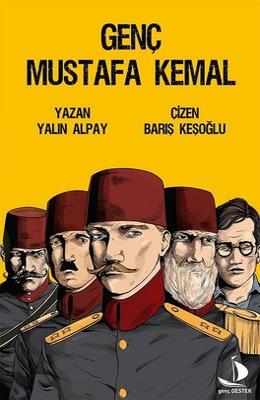 GENÇ
MUSTAFA KEMAL
YAZAN
YALIN ALPAY
ÇİZEN
BARIŞ KEŞOĞLU
genç DESTEK